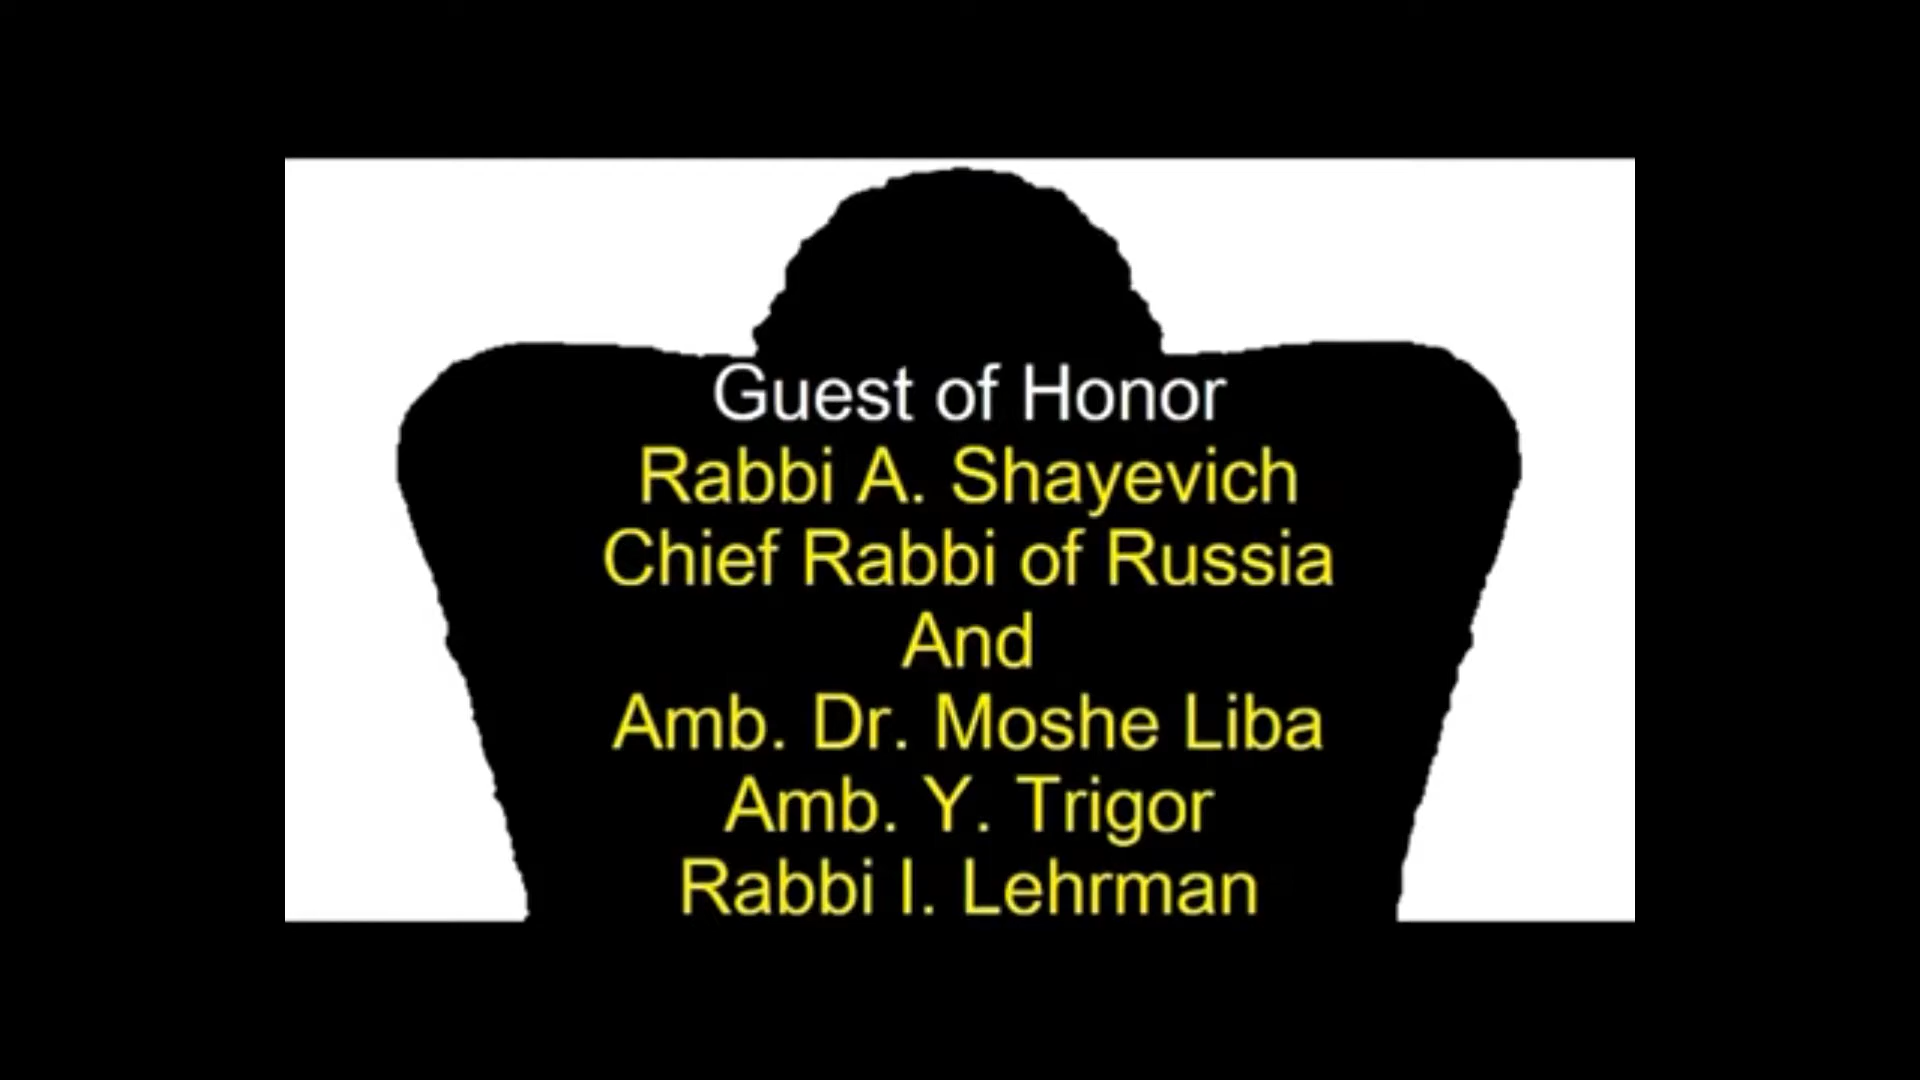 Guest of Honor
Rabbi A. Shayevich
Chief Rabbi of Russia
And
Amb. Dr. Moshe Liba
Amb. Y. Trigor
Rabbi I. Lehrman